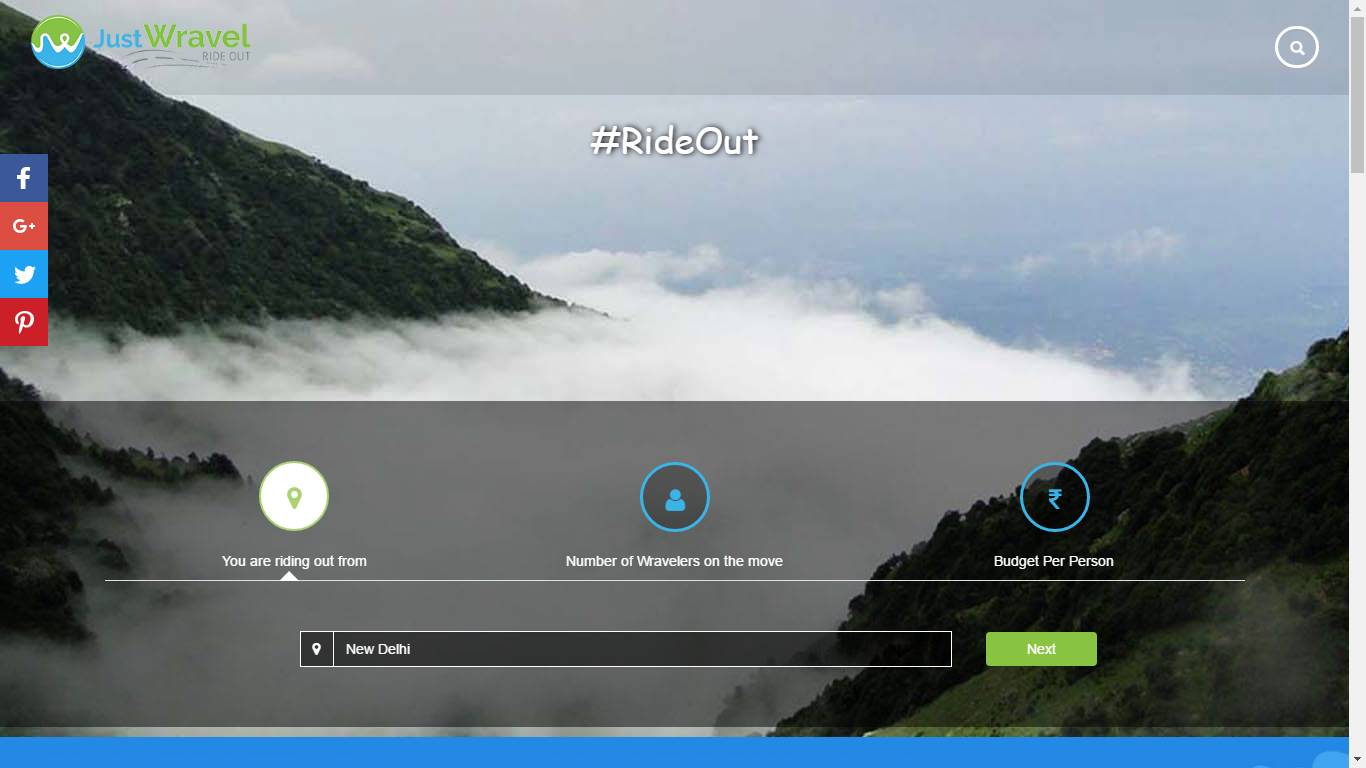 JustWravel
RIDE OUT
#RideOut
G+
You are riding out from
Number of Wravelers on the move
₹
Budget Per Person
New Delhi
Next